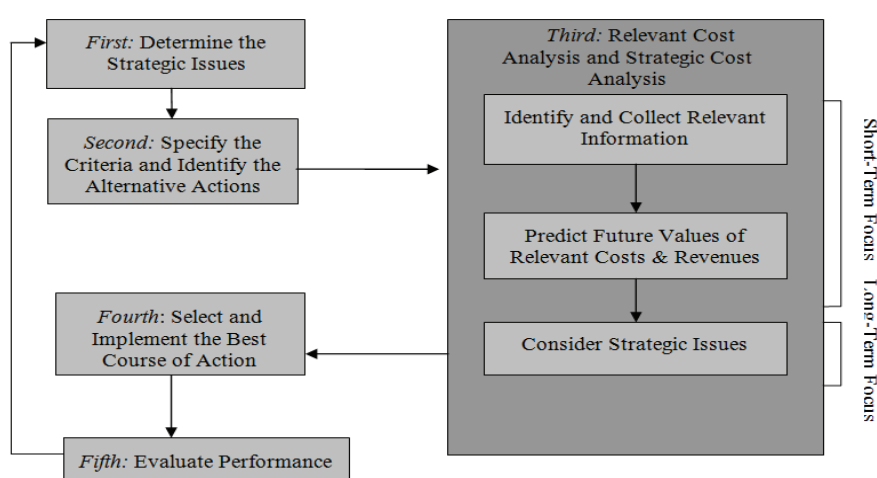 First: Determine the
Strategic Issues
Second: Specify the
Criteria and Identify the
Alternative Actions
Third: Relevant Cost
Analysis and Strategic Cost
Analysis
Identify and Collect Relevant
Information
Predict Future Values of
Relevant Costs & Revenues
Consider Strategic Issues
Short-Term Focus
Long-Term Focus
Fourth: Select and
Implement the Best
Course of Action
Fifth: Evaluate Performance